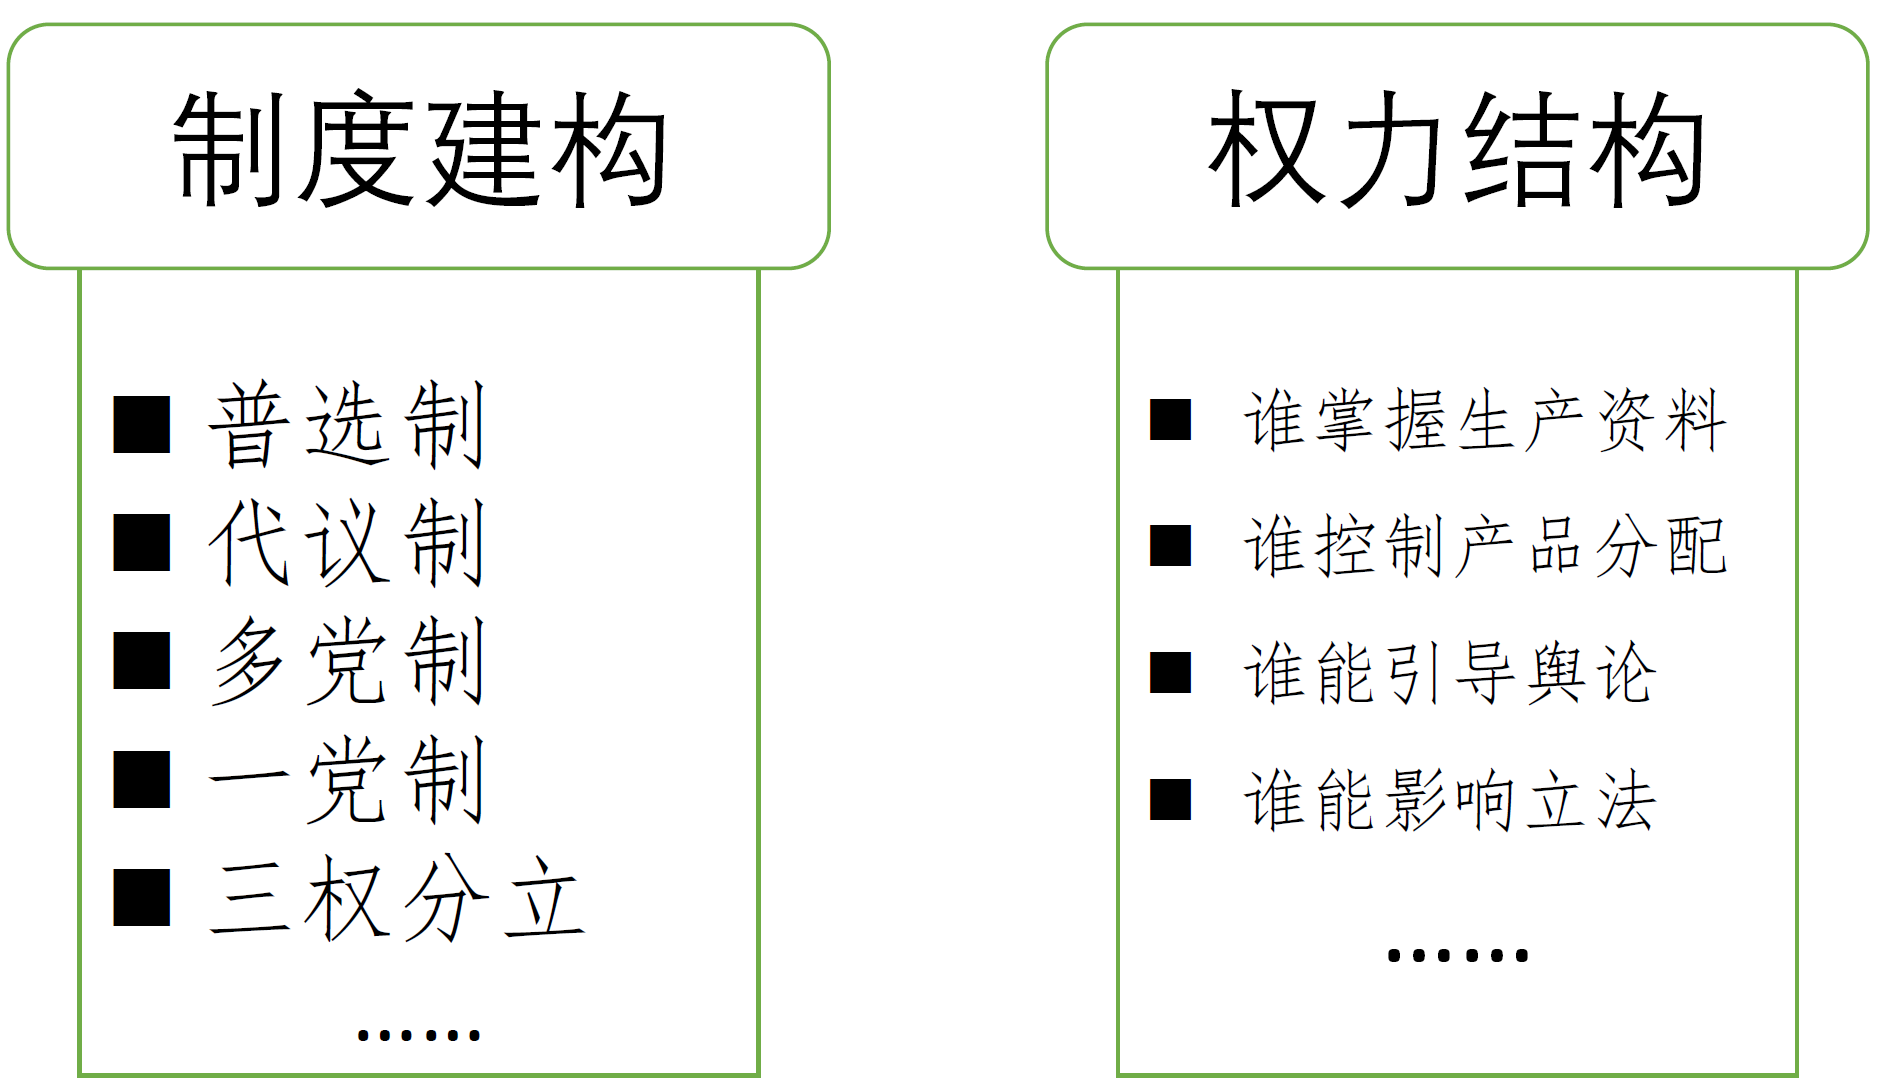 制度建构
■ 普选制
■ 代议制
■ 多党制
■ 一党制
■ 三权分立
……
权力结构
■ 谁掌握生产资料
■ 谁控制产品分配
■ 谁能引导舆论
■ 谁能影响立法
……